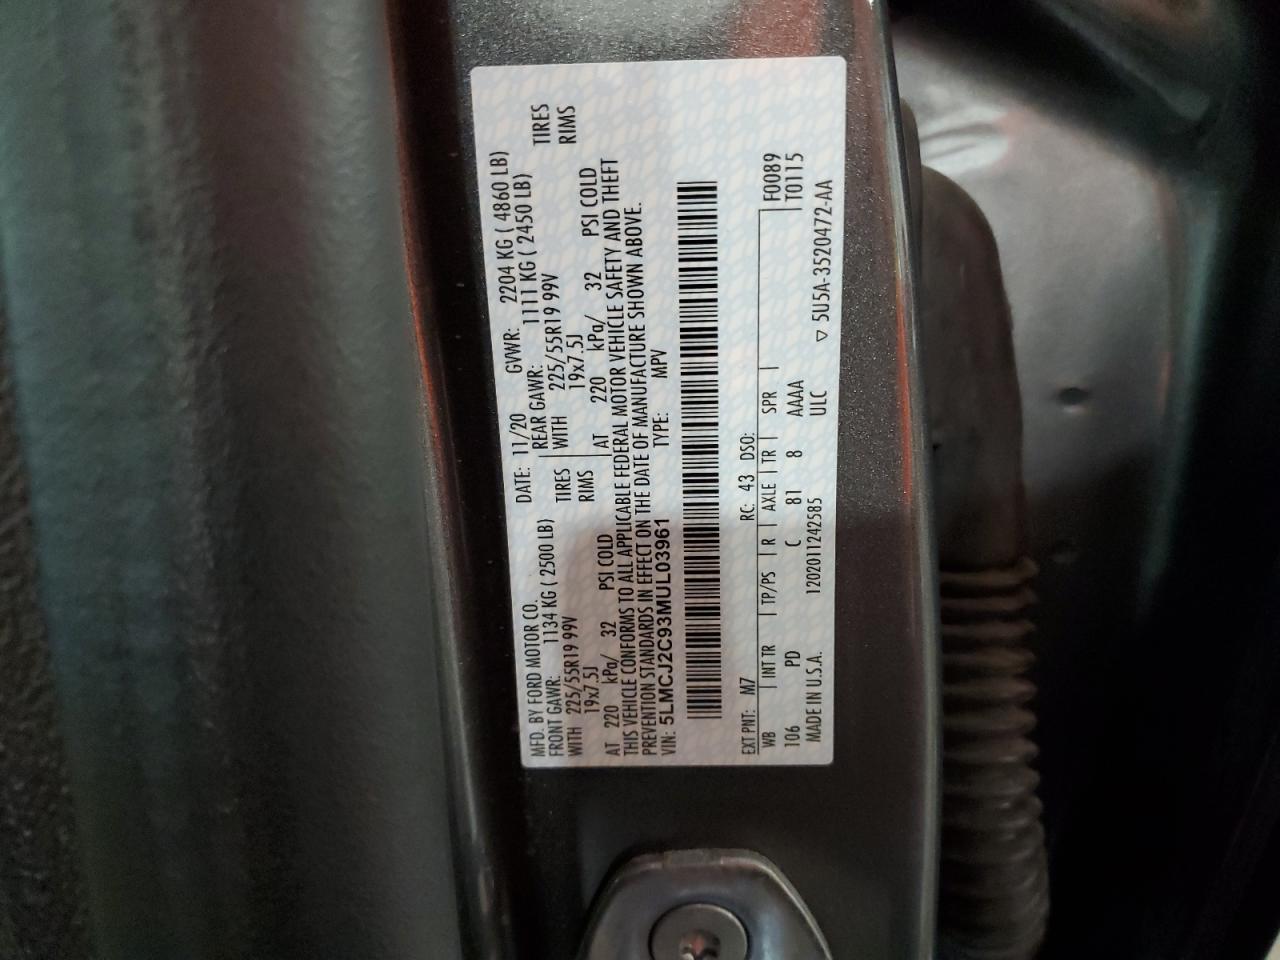 MFD. BY FORD MOTOR CO.
DATE: 11/20 GVWR: 2204 KG ( 4860 LB)
FRONT GAWR: 1134 KG ( 2500 LB) REAR GAWR: 1111 KG ( 2450 LB)
WITH 225/55R19 99V TIRES WITH 225/55R19 99V TIRES
19x7.5J RIMS 19x7.5J RIMS
AT 220 kPa/ 32 PSI COLD AT 220 kPa/ 32 PSI COLD
THIS VEHICLE CONFORMS TO ALL APPLICABLE FEDERAL MOTOR VEHICLE SAFETY AND THEFT
PREVENTION STANDARDS IN EFFECT ON THE DATE OF MANUFACTURE SHOWN ABOVE.
VIN: 5LMCJ2C93MUL03961 TYPE: MPV
EXT PNT: M7 RC: 43 DSO:
WB INT TR TP/PS R AXLE TR SPR F0089
106 PD C 81 8 AAAA T0115
MADE IN U.S.A. 1202011242585 ULC
▽ 5U5A-3520472-AA